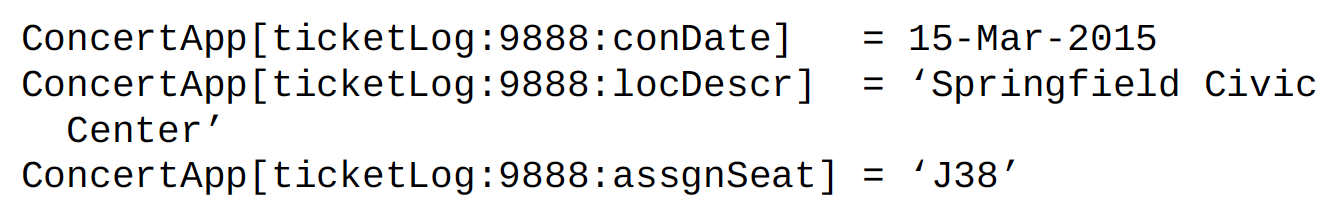 ConcertApp[ticketLog:9888:conDate]   = 15-Mar-2015
ConcertApp[ticketLog:9888:locDescr]  = ‘Springfield Civic
  Center’
ConcertApp[ticketLog:9888:assgnSeat] = ‘J38’